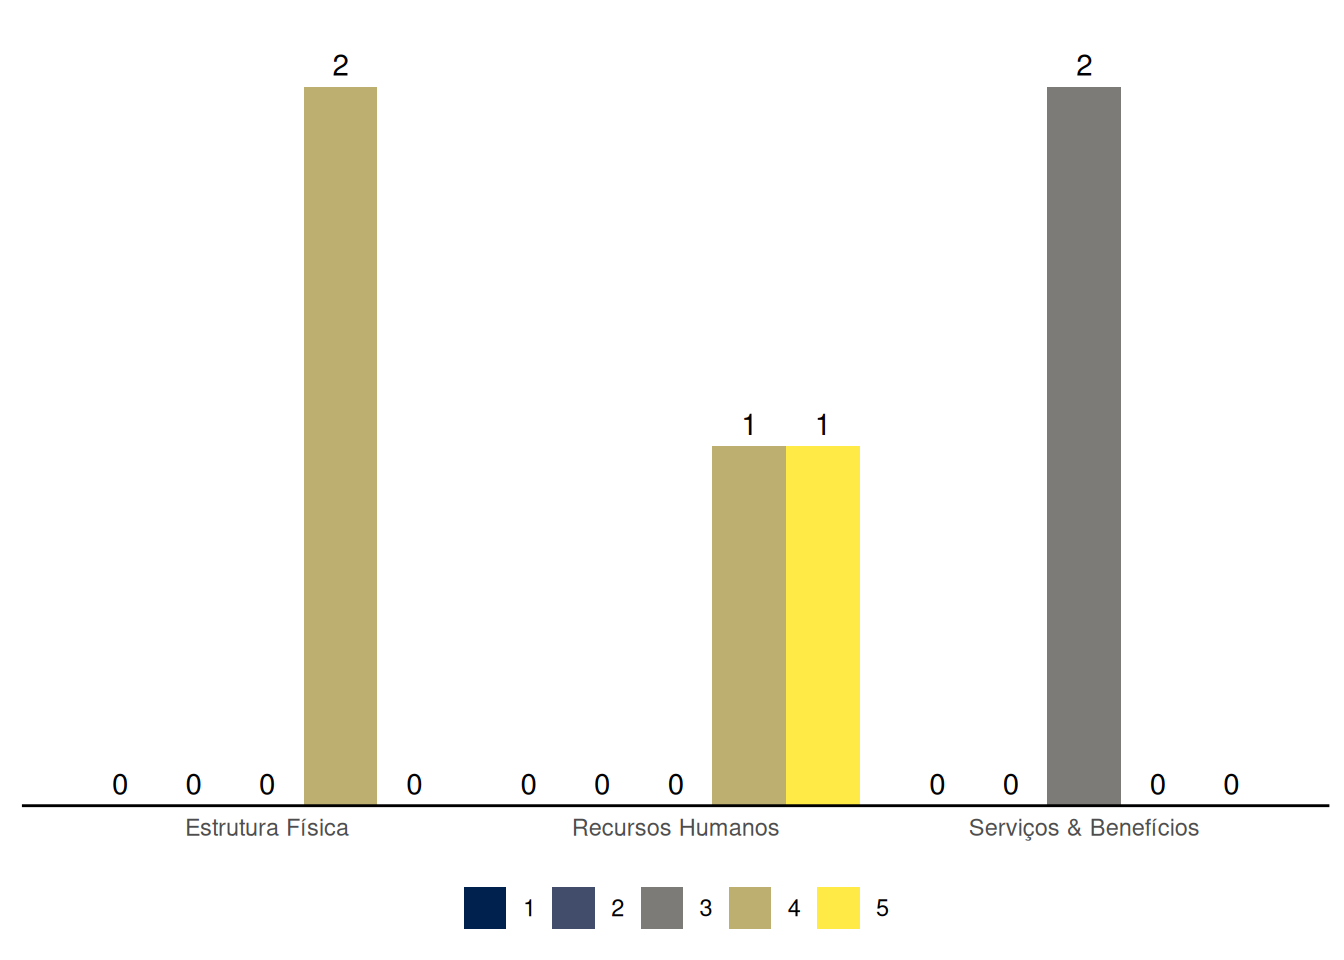 2 2
1 1
0 0 0 0 0 0 0 0 0 0 0
Estrutura Física Recursos Humanos Serviços & Benefícios
1 2 3 4 5